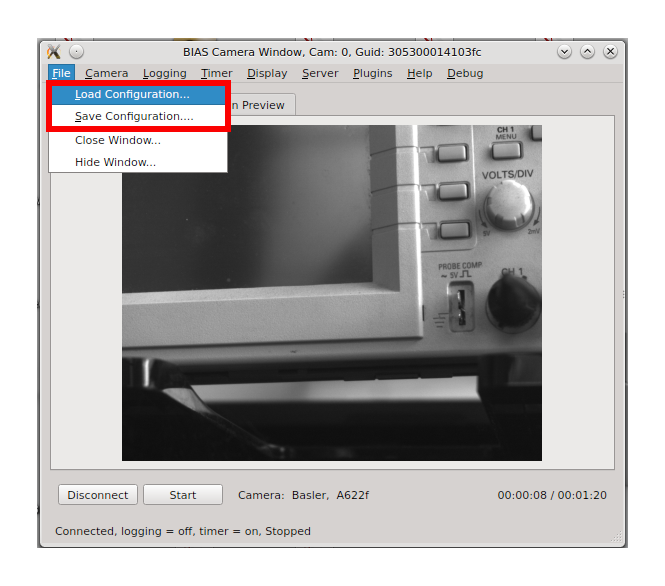 BIAS Camera Window, Cam: 0, Guid: 305300014103fc
File Camera Logging Timer Display Server Plugins Help Debug
Load Configuration...
Save Configuration....
Close Window...
Hide Window...
n Preview
CH 1
MENU
VOLTS/DIV
5V 2mV
PROBE COMP
~ 5V
CH 1
Disconnect Start Camera: Basler, A622f 00:00:08 / 00:01:20
Connected, logging = off, timer = on, Stopped